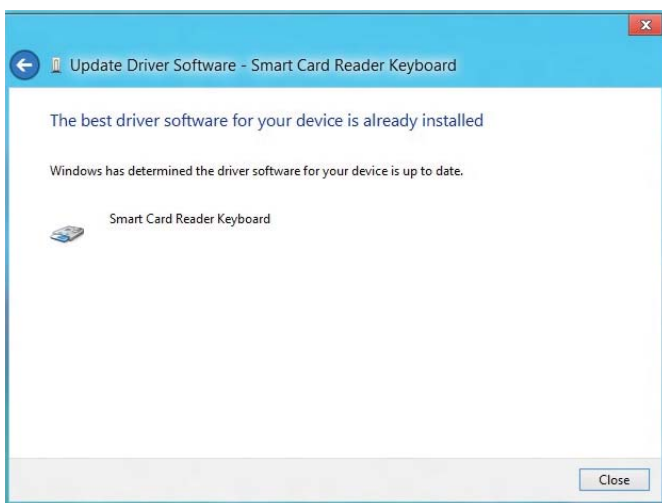 Update Driver Software - Smart Card Reader Keyboard
The best driver software for your device is already installed
Windows has determined the driver software for your device is up to date.
Smart Card Reader Keyboard
Close